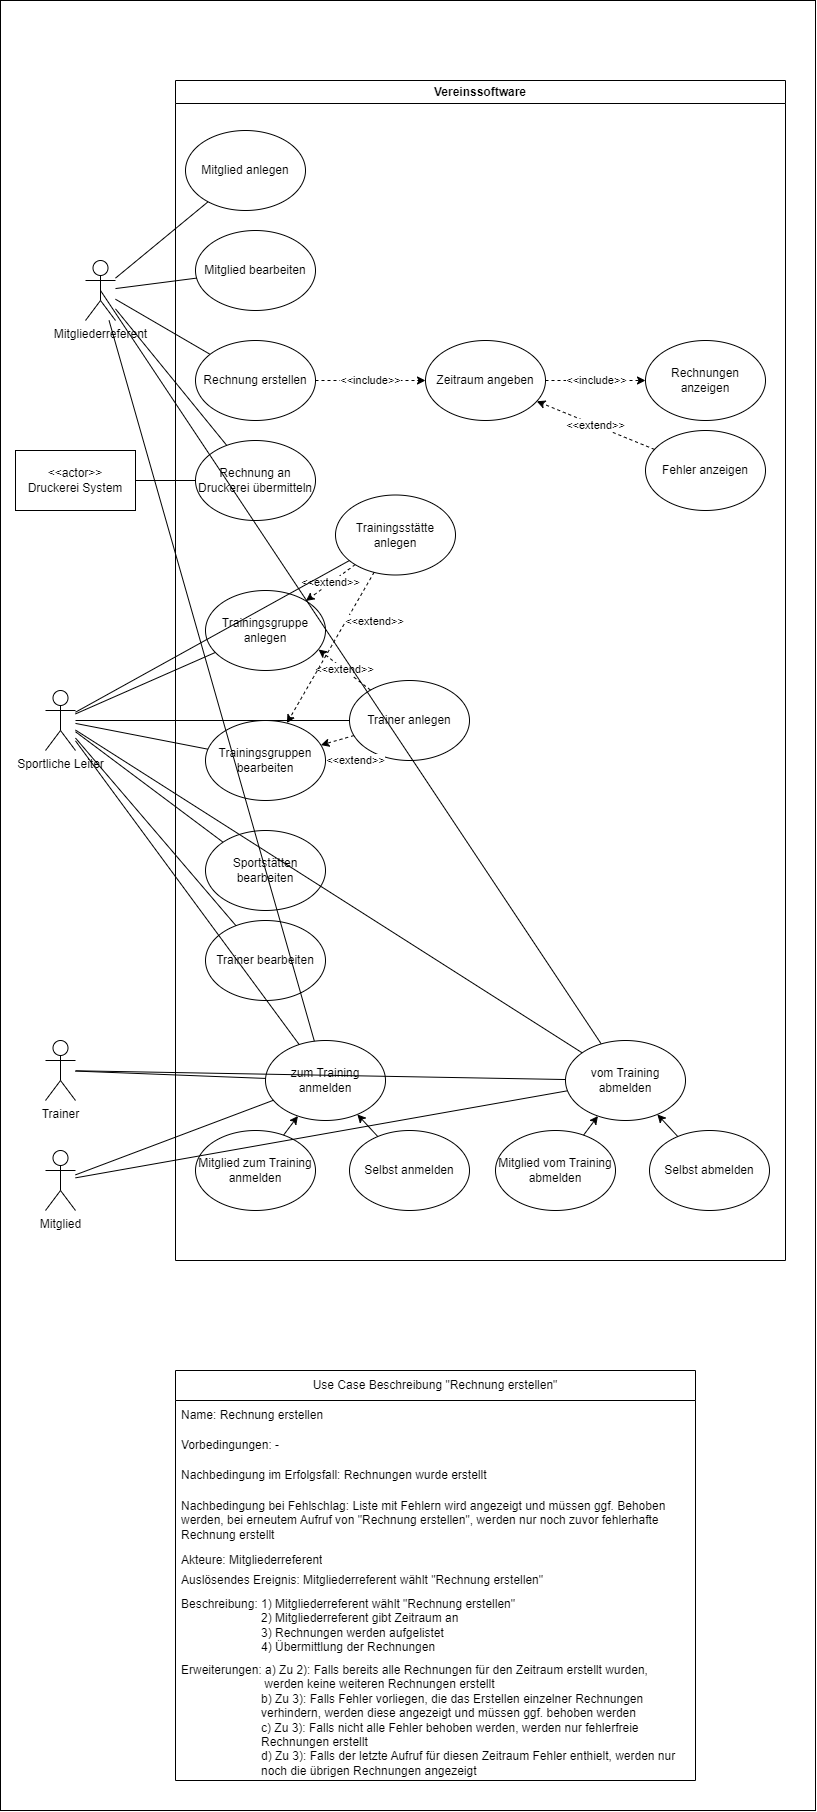 Vereinssoftware
Mitglied anlegen
Mitglied bearbeiten
Mitgliederreferent
Rechnung erstellen
<<include>>
Zeitraum angeben
<<include>>
Rechnungen
anzeigen
<<extend>>
Fehler anzeigen
<<actor>>
Druckerei System
Rechnung an
Druckerei übermitteln
Trainingsstätte
anlegen
<<extend>>
Trainingsgruppe
anlegen
<<extend>>
<<extend>>
Trainer anlegen
Trainingsgruppen
bearbeiten
<<extend>>
Sportliche Leiter
Sportstätten
bearbeiten
Trainer bearbeiten
zum Training
anmelden
vom Training
abmelden
Trainer
Mitglied zum Training
anmelden
Selbst anmelden
Mitglied vom Training
abmelden
Selbst abmelden
Mitglied
Use Case Beschreibung "Rechnung erstellen"
Name: Rechnung erstellen
Vorbedingungen: -
Nachbedingung im Erfolgsfall: Rechnungen wurde erstellt
Nachbedingung bei Fehlschlag: Liste mit Fehlern wird angezeigt und müssen ggf. Behoben
werden, bei erneutem Aufruf von "Rechnung erstellen", werden nur noch zuvor fehlerhafte
Rechnung erstellt
Akteure: Mitgliederreferent
Auslösendes Ereignis: Mitgliederreferent wählt "Rechnung erstellen"
Beschreibung: 1) Mitgliederreferent wählt "Rechnung erstellen"
2) Mitgliederreferent gibt Zeitraum an
3) Rechnungen werden aufgelistet
4) Übermittlung der Rechnungen
Erweiterungen: a) Zu 2): Falls bereits alle Rechnungen für den Zeitraum erstellt wurden,
werden keine weiteren Rechnungen erstellt
b) Zu 3): Falls Fehler vorliegen, die das Erstellen einzelner Rechnungen
verhindern, werden diese angezeigt und müssen ggf. behoben werden
c) Zu 3): Falls nicht alle Fehler behoben werden, werden nur fehlerfreie
Rechnungen erstellt
d) Zu 3): Falls der letzte Aufruf für diesen Zeitraum Fehler enthielt, werden nur
noch die übrigen Rechnungen angezeigt